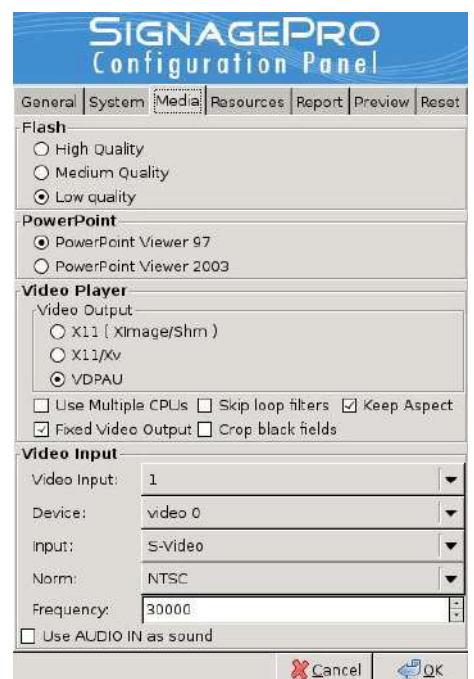 SIGNAGEPRO
Configuration Panel
General System Media Resources Report Preview Reset
Flash
High Quality
Medium Quality
Low quality
PowerPoint
PowerPoint Viewer 97
PowerPoint Viewer 2003
Video Player
Video Output
X11 ( XImage/Shm )
X11/Xv
VDPAU
Use Multiple CPUs Skip loop filters Keep Aspect
Fixed Video Output Crop black fields
Video Input
Video Input: 1
Device: video 0
Input: S-Video
Norm: NTSC
Frequency: 30000
Use AUDIO IN as sound
Cancel OK